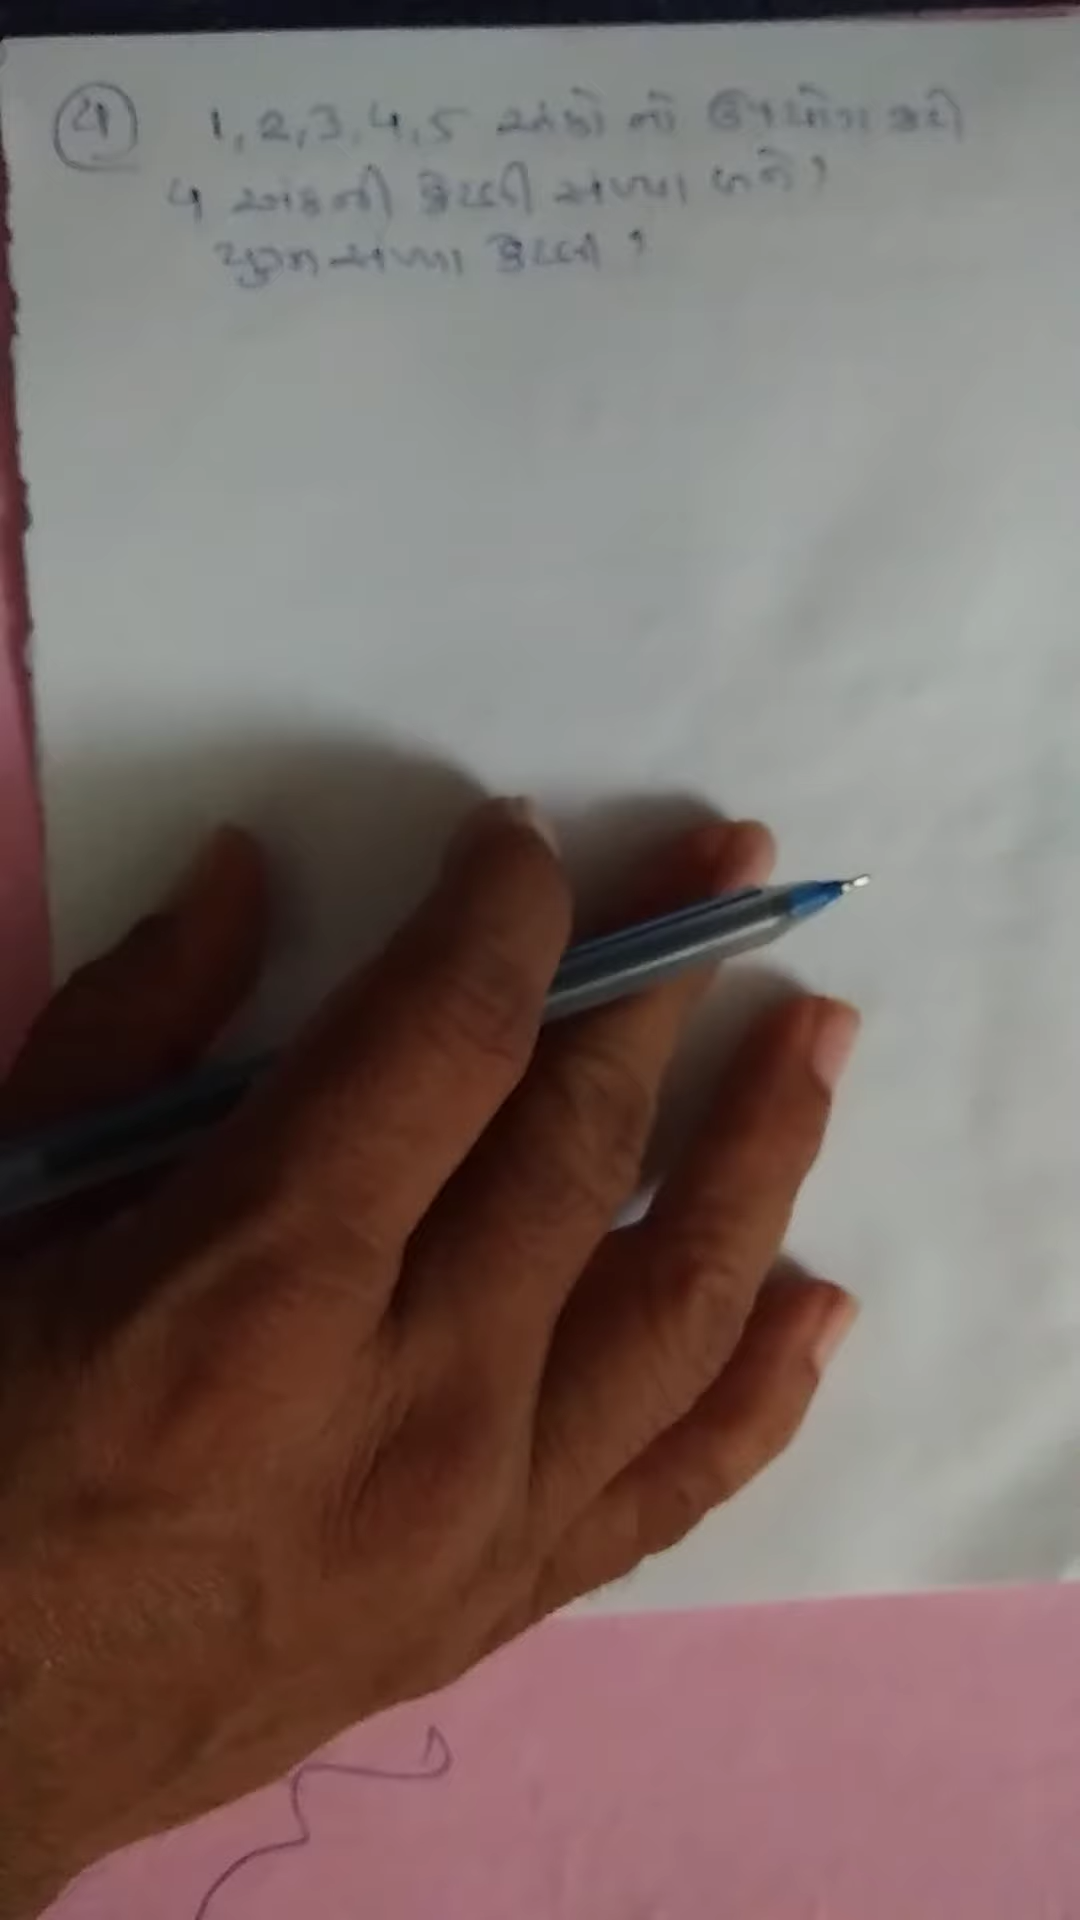 4 1, 2, 3, 4, 5 અંકો નો ઉપયોગ કરી
4 અંકની કેટલી સંખ્યા બને ?
યુગ્મ સંખ્યા કેટલી ?